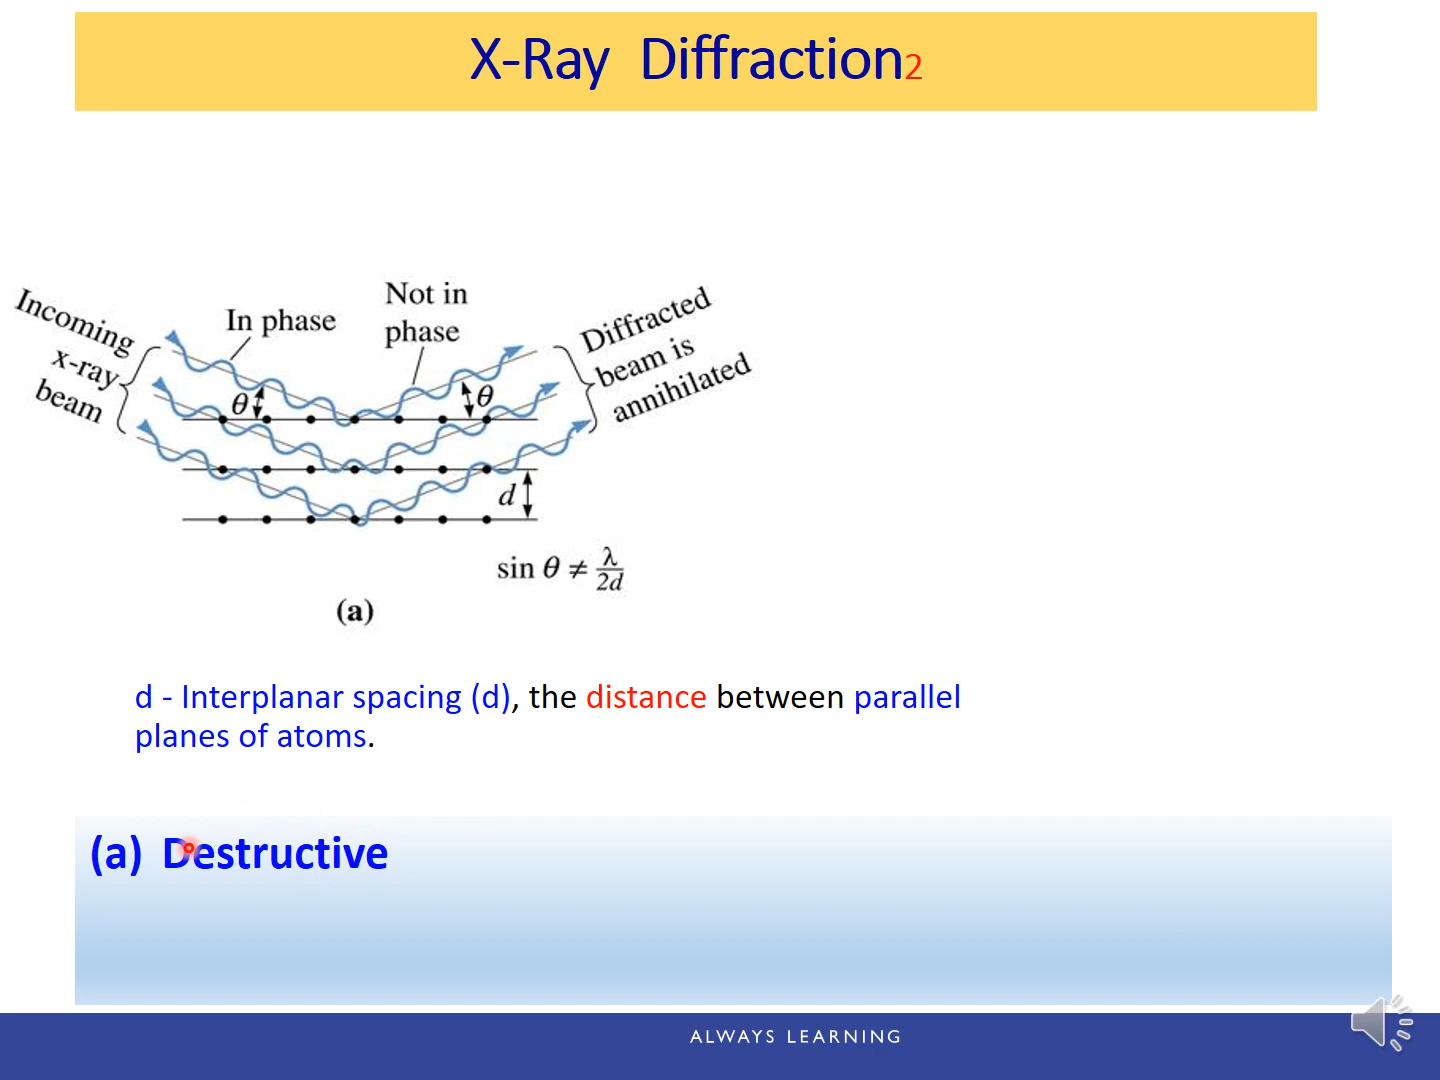 X-Ray Diffraction2
Incoming
x-ray
beam
In phase
Not in
phase
Diffracted
beam is
annihilated
θ
θ
d
sin θ ≠ λ/2d
(a)
d - Interplanar spacing (d), the distance between parallel
planes of atoms.
(a) Destructive
ALWAYS LEARNING